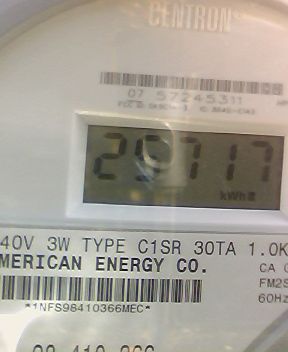 CENTRON
07 57245311
29717
kWh
40V 3W TYPE C1SR 30TA 1.0K
MERICAN ENERGY CO.
CA 0
FM2S
60Hz
*1NFS98410366MEC*